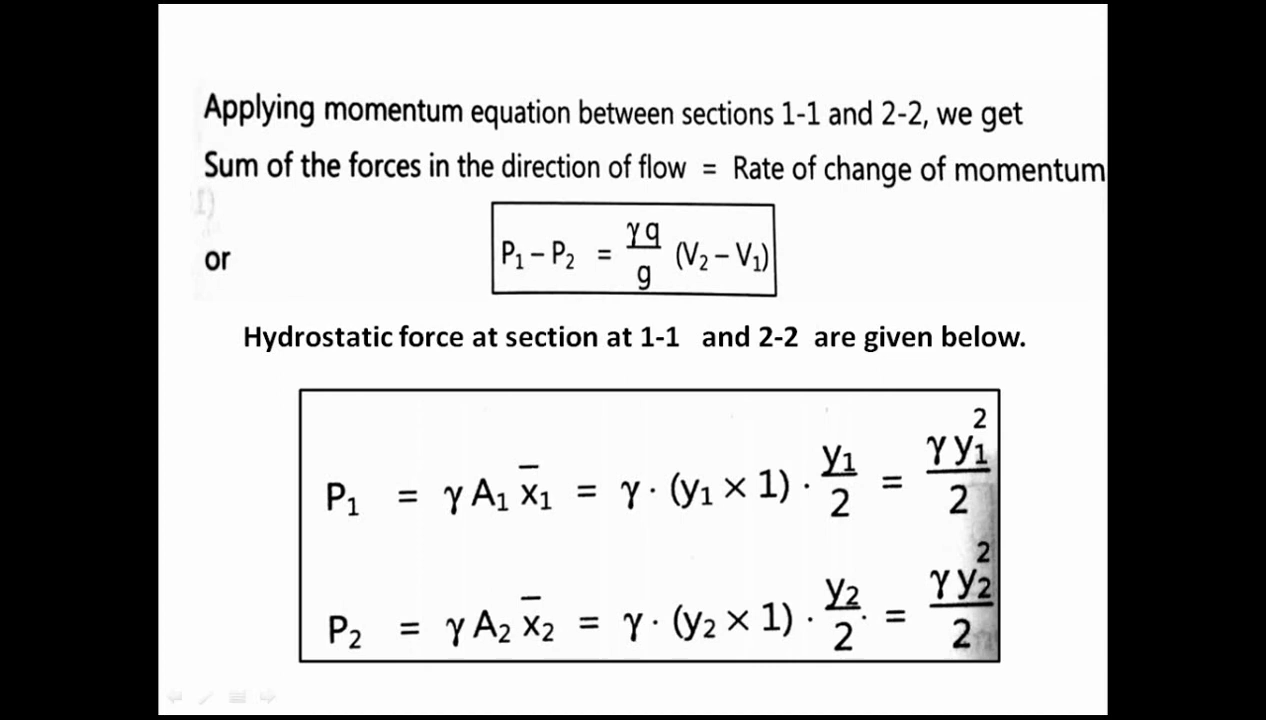 Applying momentum equation between sections 1-1 and 2-2, we get
Sum of the forces in the direction of flow = Rate of change of momentum
1)
or P₁ – P₂ = γq/g (V₂ – V₁)
Hydrostatic force at section at 1-1 and 2-2 are given below.
P₁ = γ A₁ x̄₁ = γ · (y₁ × 1) · y₁/2 = γ y₁²/2
P₂ = γ A₂ x̄₂ = γ · (y₂ × 1) · y₂/2 · = γ y₂²/2